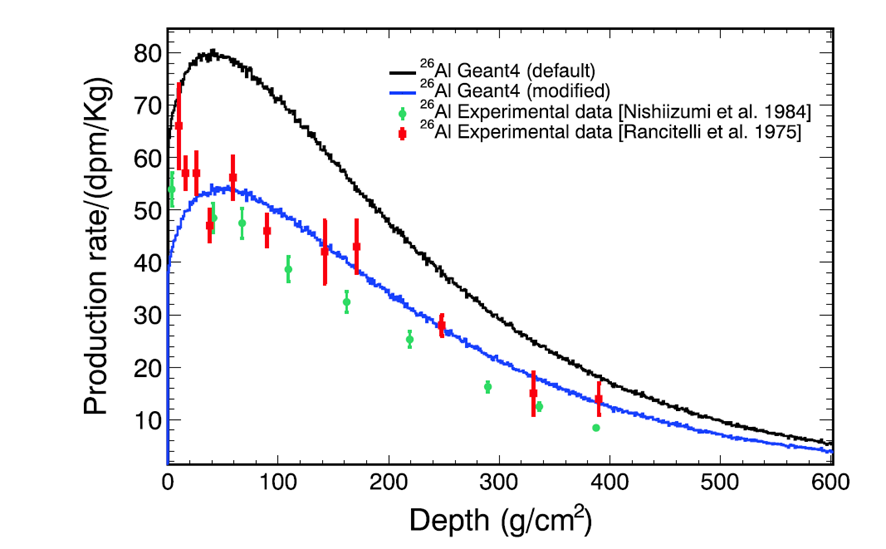 80
70
60
50
40
30
20
10
Production rate/(dpm/Kg)
²⁶Al Geant4 (default)
²⁶Al Geant4 (modified)
²⁶Al Experimental data [Nishiizumi et al. 1984]
²⁶Al Experimental data [Rancitelli et al. 1975]
0 100 200 300 400 500 600
Depth (g/cm²)